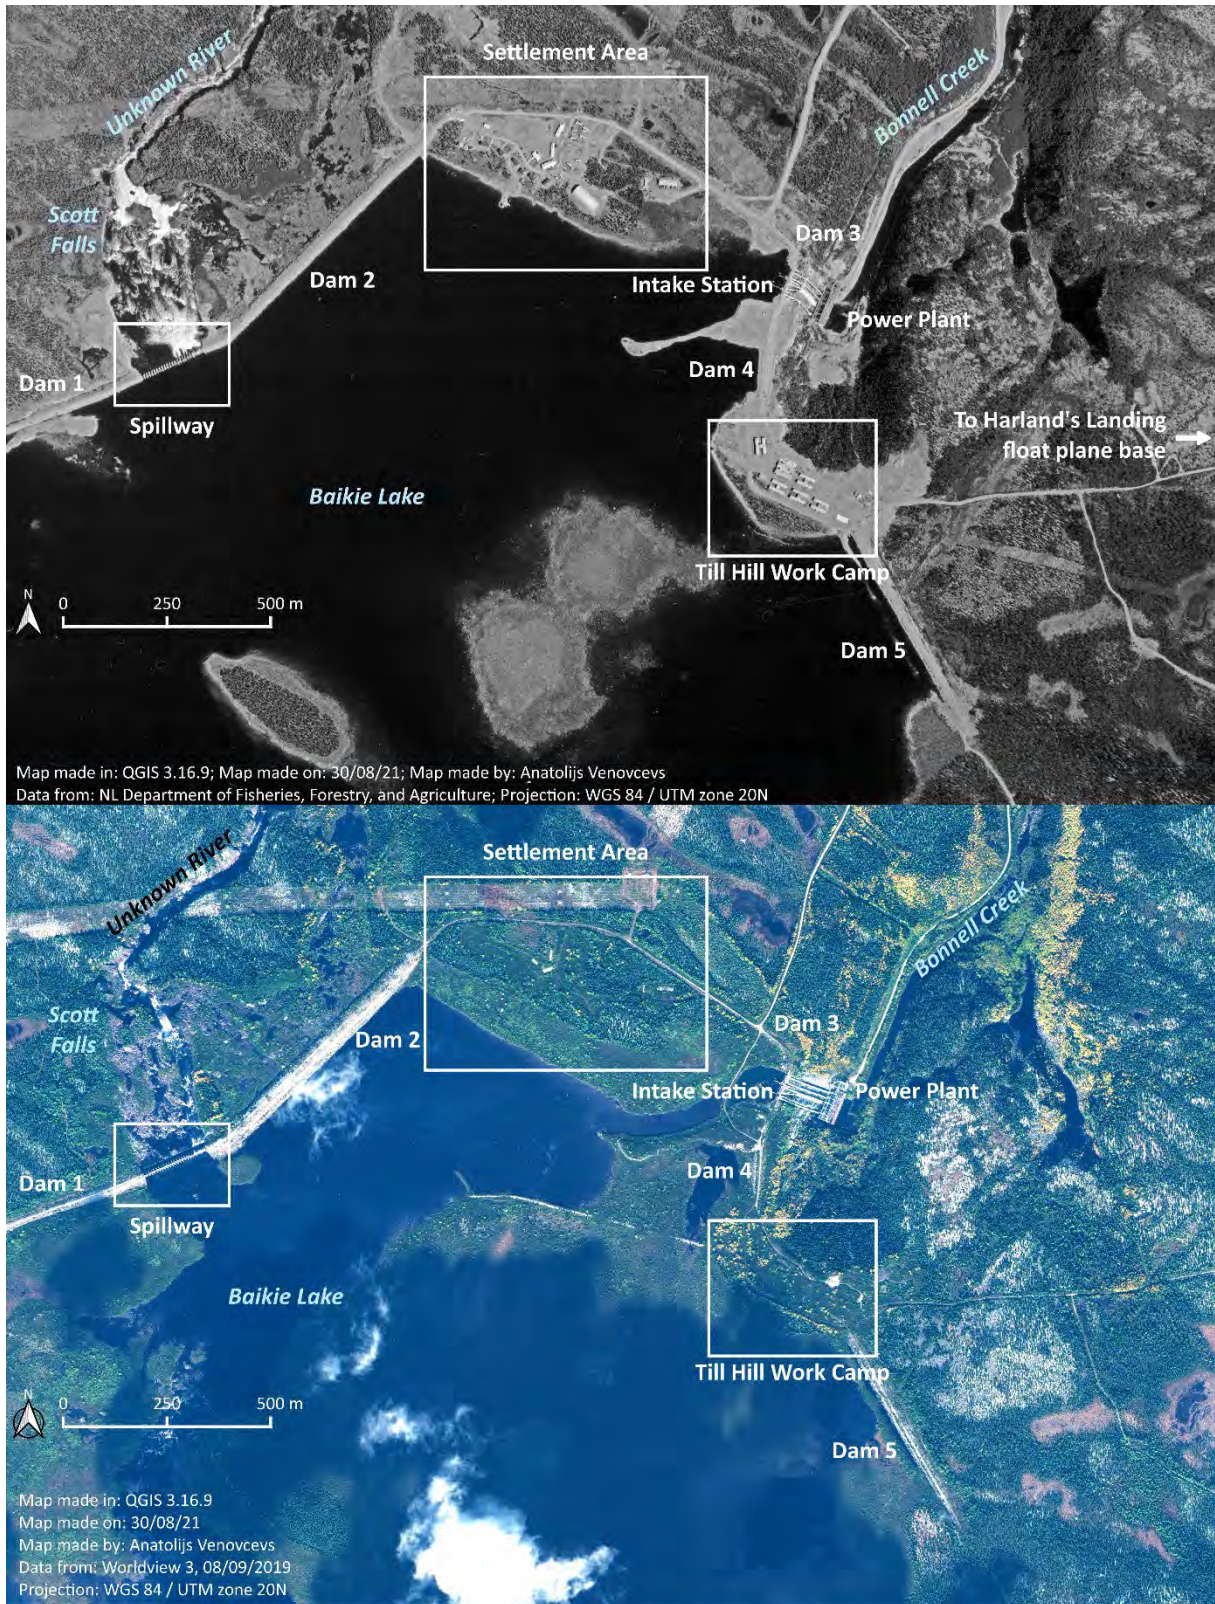 Settlement Area
Unknown River
Bonnell Creek
Scott
Falls
Dam 3
Dam 2
Intake Station
Power Plant
Dam 4
Dam 1
Spillway
To Harland's Landing
float plane base
Baikie Lake
Till Hill Work Camp
N
0 250 500 m
Dam 5
Map made in: QGIS 3.16.9; Map made on: 30/08/21; Map made by: Anatolijs Venovcevs
Data from: NL Department of Fisheries, Forestry, and Agriculture; Projection: WGS 84 / UTM zone 20N
Settlement Area
Unknown River
Bonnell Creek
Scott
Falls
Dam 3
Dam 2
Intake Station
Power Plant
Dam 4
Dam 1
Spillway
Baikie Lake
Till Hill Work Camp
N
0 250 500 m
Dam 5
Map made in: QGIS 3.16.9
Map made on: 30/08/21
Map made by: Anatolijs Venovcevs
Data from: Worldview 3, 08/09/2019
Projection: WGS 84 / UTM zone 20N